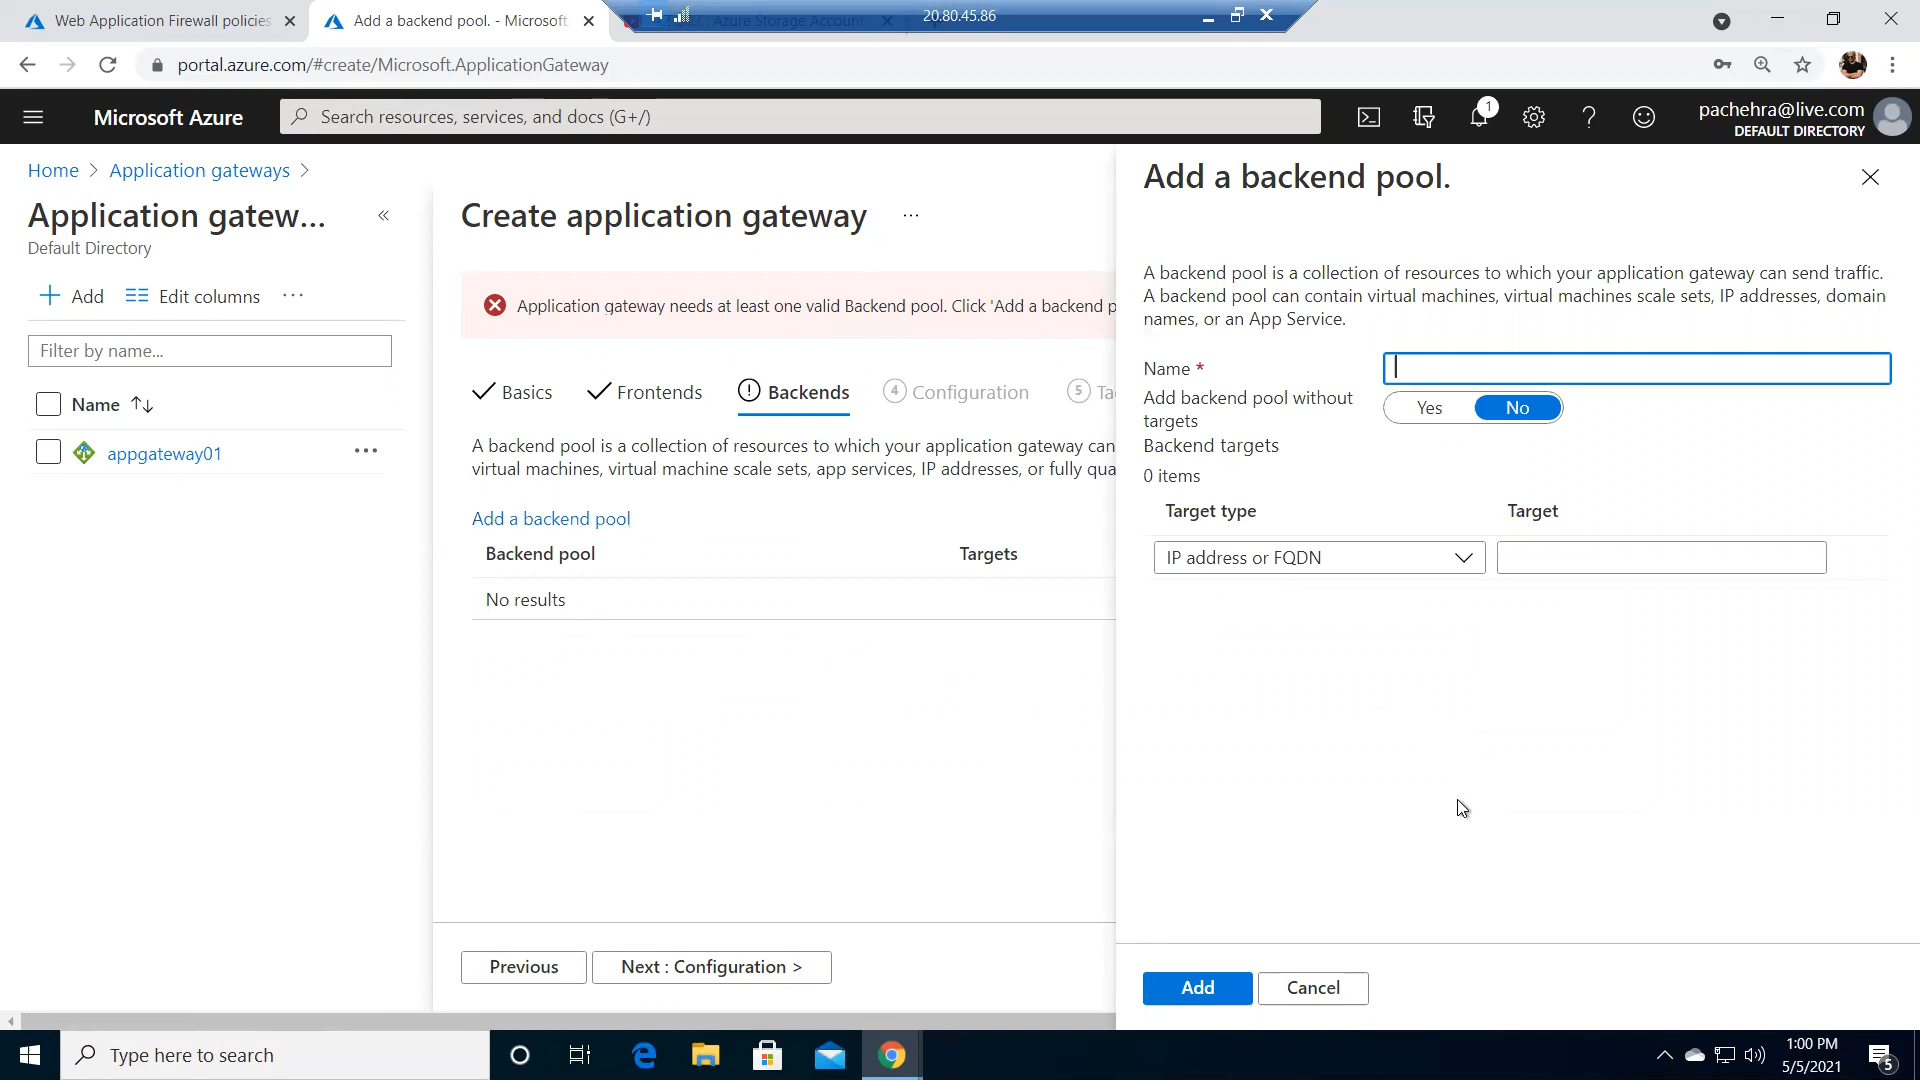 Web Application Firewall policies
Add a backend pool. - Microsoft
Azure Storage Account
20.80.45.86
portal.azure.com/#create/Microsoft.ApplicationGateway
Microsoft Azure
Search resources, services, and docs (G+/)
1
pachehra@live.com
DEFAULT DIRECTORY
Home > Application gateways >
Application gatew...
Default Directory
+ Add
Edit columns
Filter by name...
Name
appgateway01
Create application gateway
Application gateway needs at least one valid Backend pool. Click 'Add a backend p
Basics
Frontends
Backends
4 Configuration
5 Ta
A backend pool is a collection of resources to which your application gateway can
virtual machines, virtual machine scale sets, app services, IP addresses, or fully qua
Add a backend pool
Backend pool
Targets
No results
Previous
Next : Configuration >
Add a backend pool.
A backend pool is a collection of resources to which your application gateway can send traffic.
A backend pool can contain virtual machines, virtual machines scale sets, IP addresses, domain
names, or an App Service.
Name *
Add backend pool without
targets
Yes
No
Backend targets
0 items
Target type
Target
IP address or FQDN
Add
Cancel
Type here to search
1:00 PM
5/5/2021
5